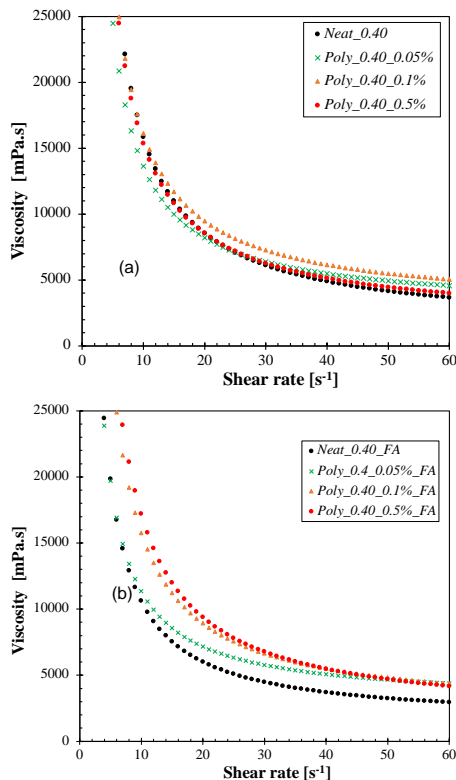 25000
20000
15000
10000
5000
0
Viscosity [mPa.s]
Neat_0.40
Poly_0.40_0.05%
Poly_0.40_0.1%
Poly_0.40_0.5%
(a)
0 10 20 30 40 50 60
Shear rate [s⁻¹]
25000
20000
15000
10000
5000
0
Viscosity [mPa.s]
Neat_0.40_FA
Poly_0.4_0.05%_FA
Poly_0.40_0.1%_FA
Poly_0.40_0.5%_FA
(b)
0 10 20 30 40 50 60
Shear rate [s⁻¹]